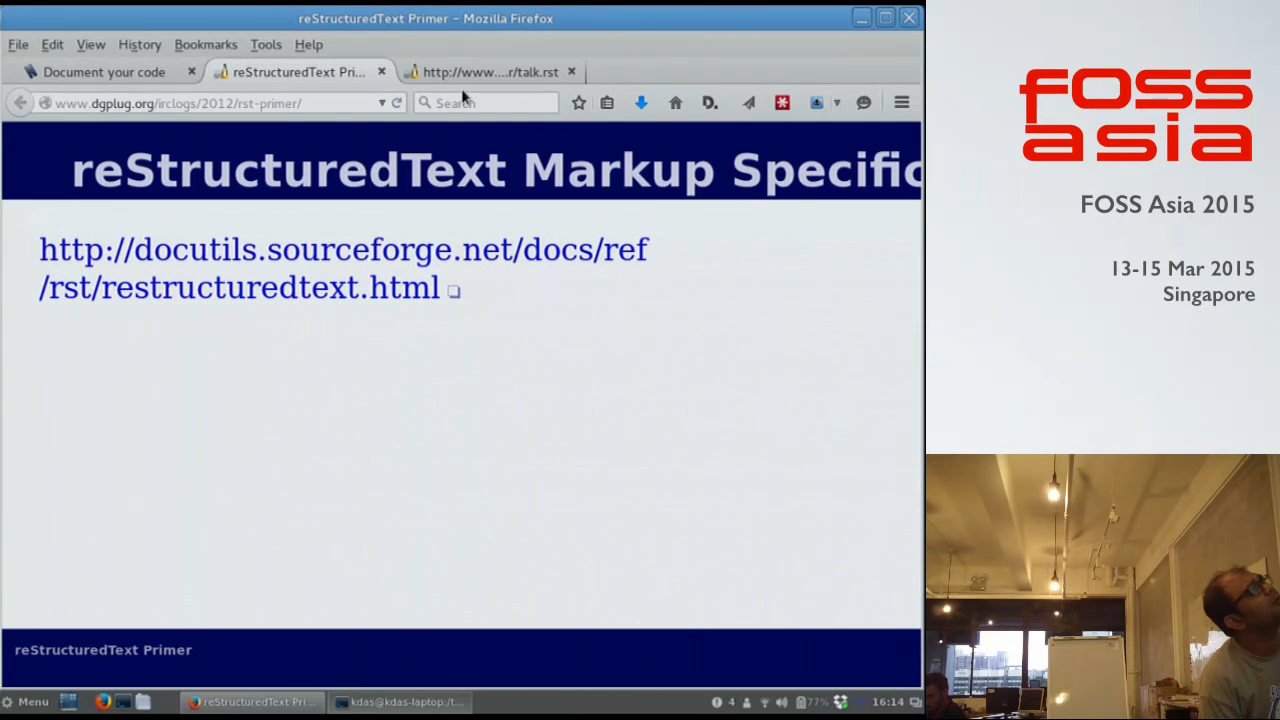 reStructuredText Primer - Mozilla Firefox
File Edit View History Bookmarks Tools Help
Document your code × reStructuredText Pri... × http://www....r/talk.rst ×
www.dgplug.org/irclogs/2012/rst-primer/ Search D.
reStructuredText Markup Specific
http://docutils.sourceforge.net/docs/ref
/rst/restructuredtext.html
reStructuredText Primer
Menu reStructuredText Pri... kdas@kdas-laptop:/t... 4 77% 16:14
FOSS
ASIA
FOSS Asia 2015
13-15 Mar 2015
Singapore